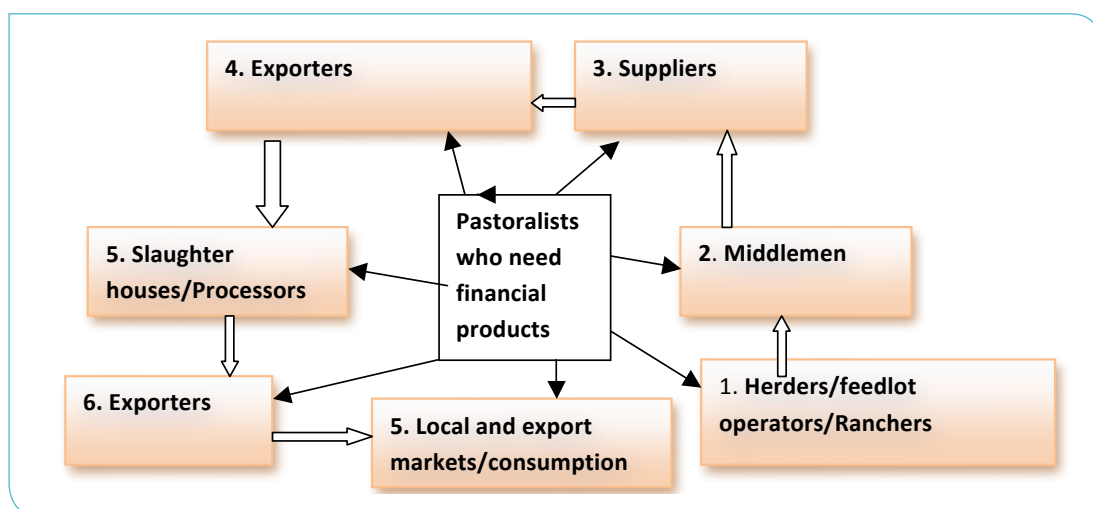 4. Exporters
3. Suppliers
Pastoralists
who need
financial
products
5. Slaughter
houses/Processors
2. Middlemen
6. Exporters
5. Local and export
markets/consumption
1. Herders/feedlot
operators/Ranchers